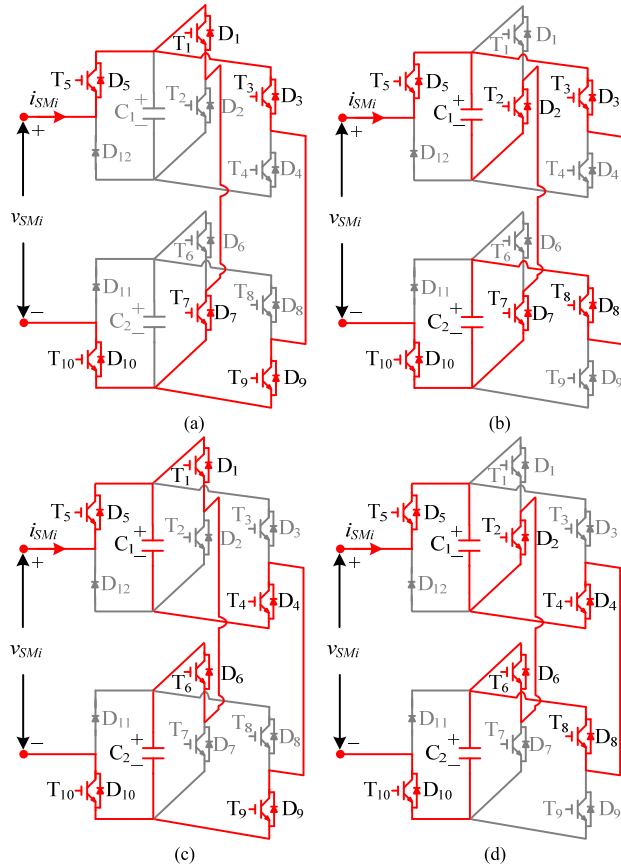 T1 D1
T5 D5 T3 D3
iSMi T2 D2
+ C1 + −
D12 T4 D4
vSMi
T6 D6
D11 T8 D8
− C2 + − T7 D7
T10 D10 T9 D9
(a)
T1 D1
T5 D5 T3 D3
iSMi T2 D2
+ C1 + −
D12 T4 D4
vSMi
T6 D6
D11 T8 D8
− C2 + − T7 D7
T10 D10 T9 D9
(b)
T1 D1
T5 D5 T3 D3
iSMi T2 D2
+ C1 + −
D12 T4 D4
vSMi
T6 D6
D11 T8 D8
− C2 + − T7 D7
T10 D10 T9 D9
(c)
T1 D1
T5 D5 T3 D3
iSMi T2 D2
+ C1 + −
D12 T4 D4
vSMi
T6 D6
D11 T8 D8
− C2 + − T7 D7
T10 D10 T9 D9
(d)